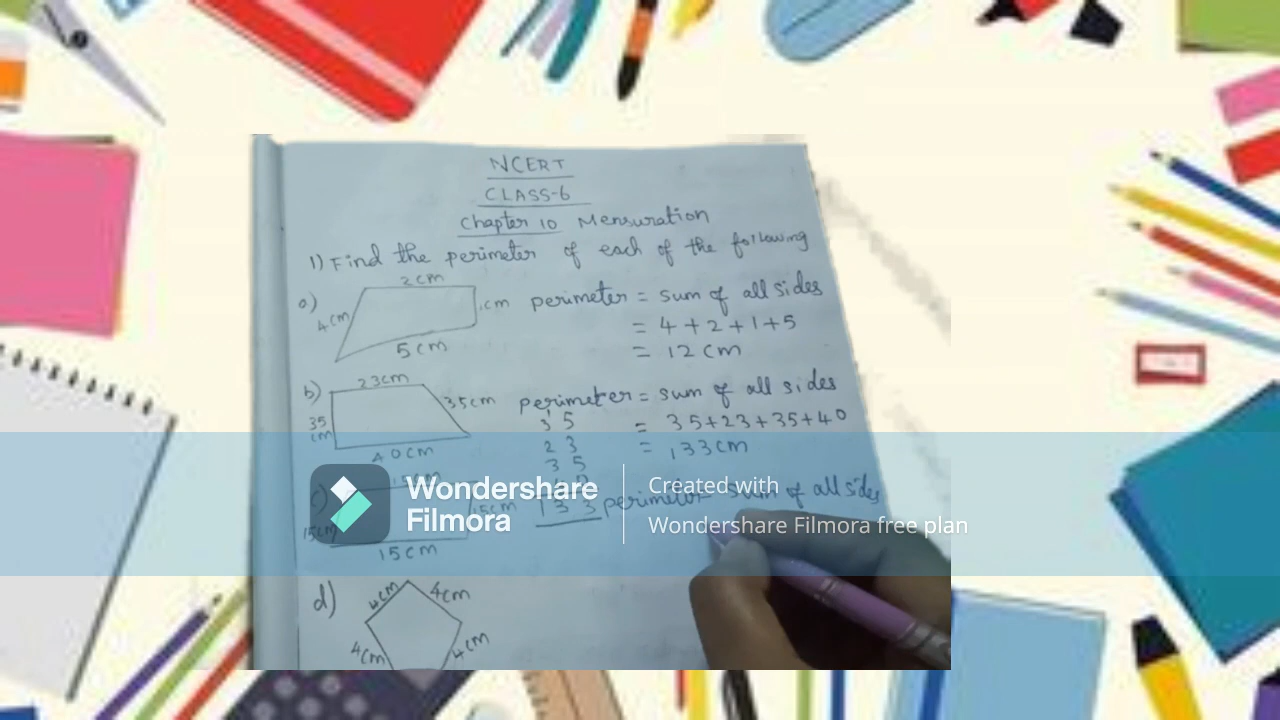 NCERT
CLASS-6
Chapter 10 Mensuration
1) Find the perimeter of each of the following
a)
2cm
4cm
1cm
5cm
perimeter = sum of all sides
= 4+2+1+5
= 12cm
b)
23cm
35cm
35
cm
40cm
perimeter = sum of all sides
= 35+23+35+40
= 133cm
35
23
35
133
c)
15cm
15cm
15cm
15cm
perimeter = sum of all sides
Wondershare
Filmora
Created with
Wondershare Filmora free plan
d)
4cm
4cm
4cm
4cm